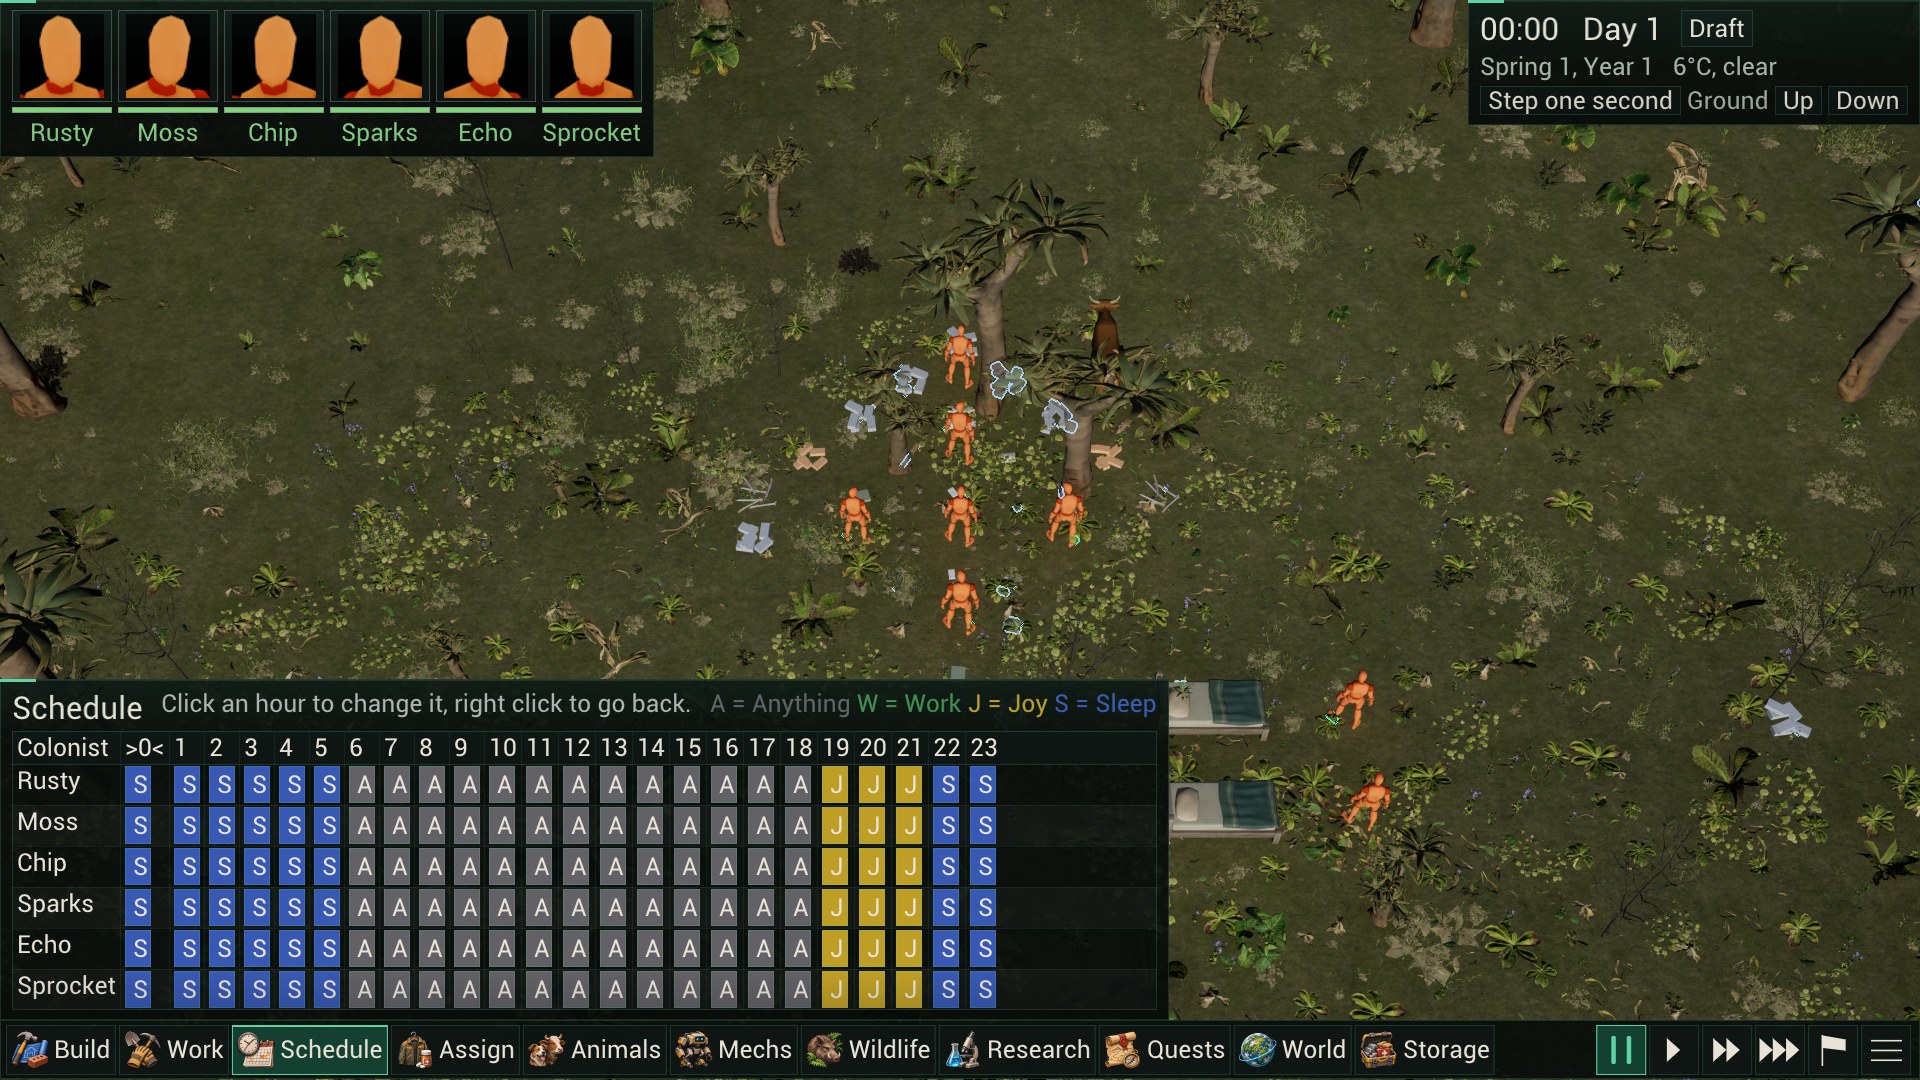 Rusty Moss Chip Sparks Echo Sprocket
00:00 Day 1 Draft
Spring 1, Year 1 6°C, clear
Step one second Ground Up Down
Schedule Click an hour to change it, right click to go back. A = Anything W = Work J = Joy S = Sleep
Colonist >0< 1 2 3 4 5 6 7 8 9 10 11 12 13 14 15 16 17 18 19 20 21 22 23
Rusty S S S S S S A A A A A A A A A A A A A J J J S S
Moss S S S S S S A A A A A A A A A A A A A J J J S S
Chip S S S S S S A A A A A A A A A A A A A J J J S S
Sparks S S S S S S A A A A A A A A A A A A A J J J S S
Echo S S S S S S A A A A A A A A A A A A A J J J S S
Sprocket S S S S S S A A A A A A A A A A A A A J J J S S
Build Work Schedule Assign Animals Mechs Wildlife Research Quests World Storage